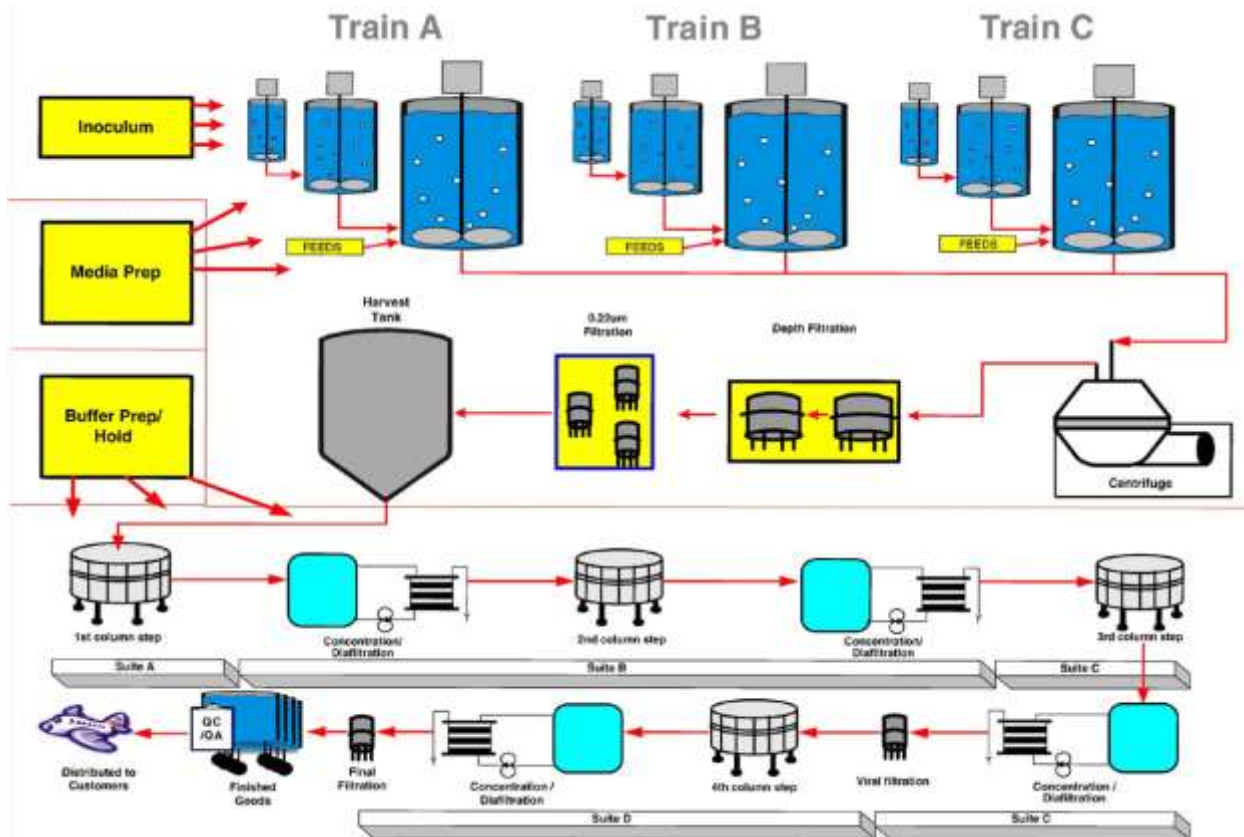 Train A
Train B
Train C
Inoculum
FEEDS
FEEDS
FEEDS
Media Prep
Harvest
Tank
0.22um
Filtration
Depth Filtration
Buffer Prep/
Hold
Centrifuge
1st column step
Concentration/
Diafiltration
2nd column step
Concentration/
Diafiltration
3rd column step
Suite A
Suite B
Suite C
QC
/QA
Distributed to
Customers
Finished
Goods
Final
Filtration
Concentration /
Diafiltration
4th column step
Viral filtration
Concentration /
Diafiltration
Suite D
Suite C